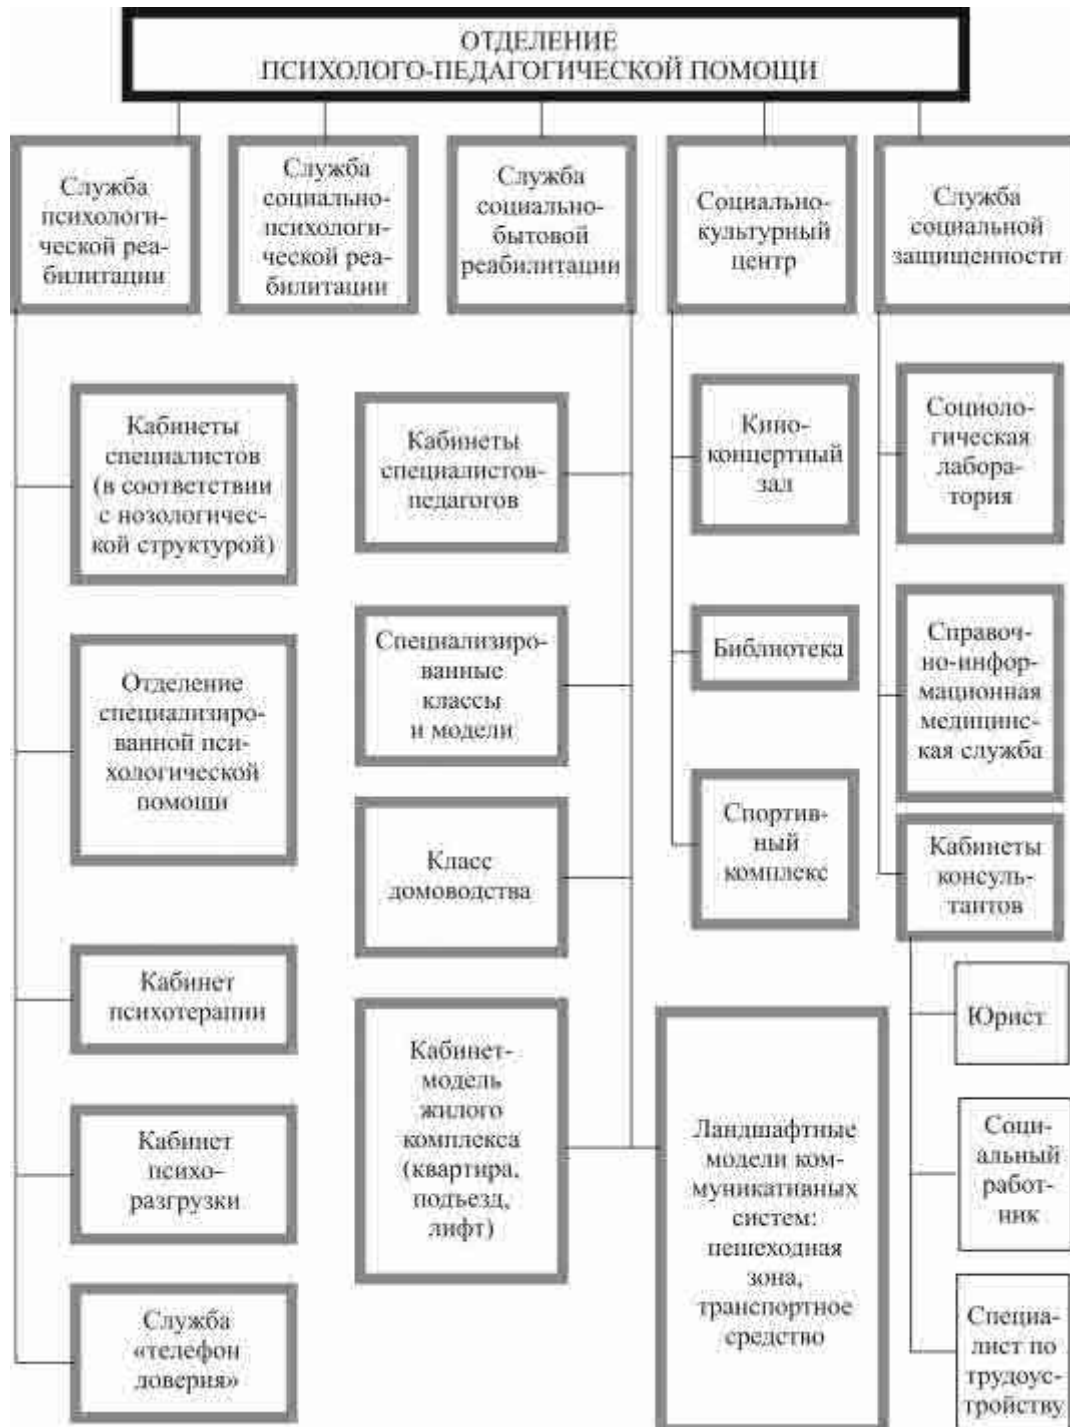 ОТДЕЛЕНИЕ
ПСИХОЛОГО-ПЕДАГОГИЧЕСКОЙ ПОМОЩИ
Служба
психологи-
ческой реа-
билитации
Служба
социально-
психологи-
ческой реа-
билитации
Служба
социально-
бытовой
реабилитации
Социально-
культурный
центр
Служба
социальной
защищенности
Кабинеты
специалистов
(в соответствии
с нозологичес-
кой структурой)
Отделение
специализиро-
ванной пси-
хологической
помощи
Кабинет
психотерапии
Кабинет
психо-
разгрузки
Служба
«телефон
доверия»
Кабинеты
специалистов-
педагогов
Специализиро-
ванные
классы
и модели
Класс
домоводства
Кабинет-
модель
жилого
комплекса
(квартира,
подъезд,
лифт)
Ландшафтные
модели ком-
муникативных
систем:
пешеходная
зона,
транспортное
средство
Кино-
концертный
зал
Библиотека
Спортив-
ный
комплекс
Социоло-
гическая
лабора-
тория
Справоч-
но-инфор-
мационная
медицинс-
кая служба
Кабинеты
консуль-
тантов
Юрист
Соци-
альный
работ-
ник
Специа-
лист по
трудоус-
тройству